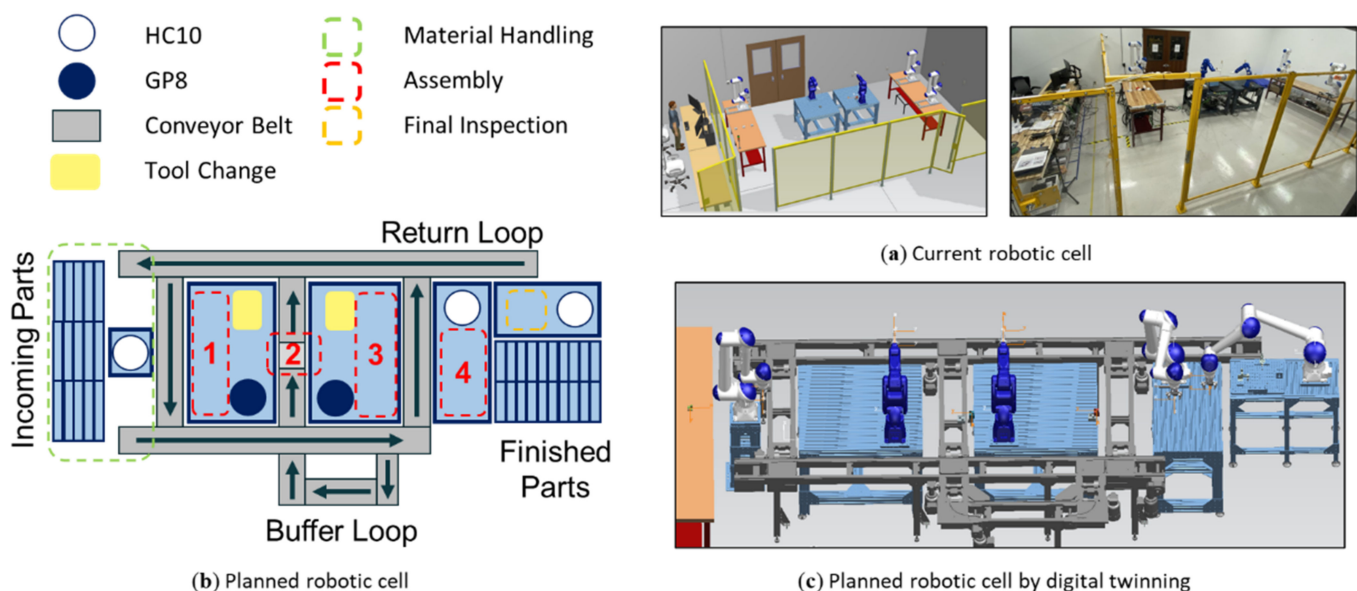 HC10
GP8
Conveyor Belt
Tool Change
Material Handling
Assembly
Final Inspection
(a) Current robotic cell
Return Loop
Incoming Parts
1
2
3
4
Finished
Parts
Buffer Loop
(b) Planned robotic cell
(c) Planned robotic cell by digital twinning